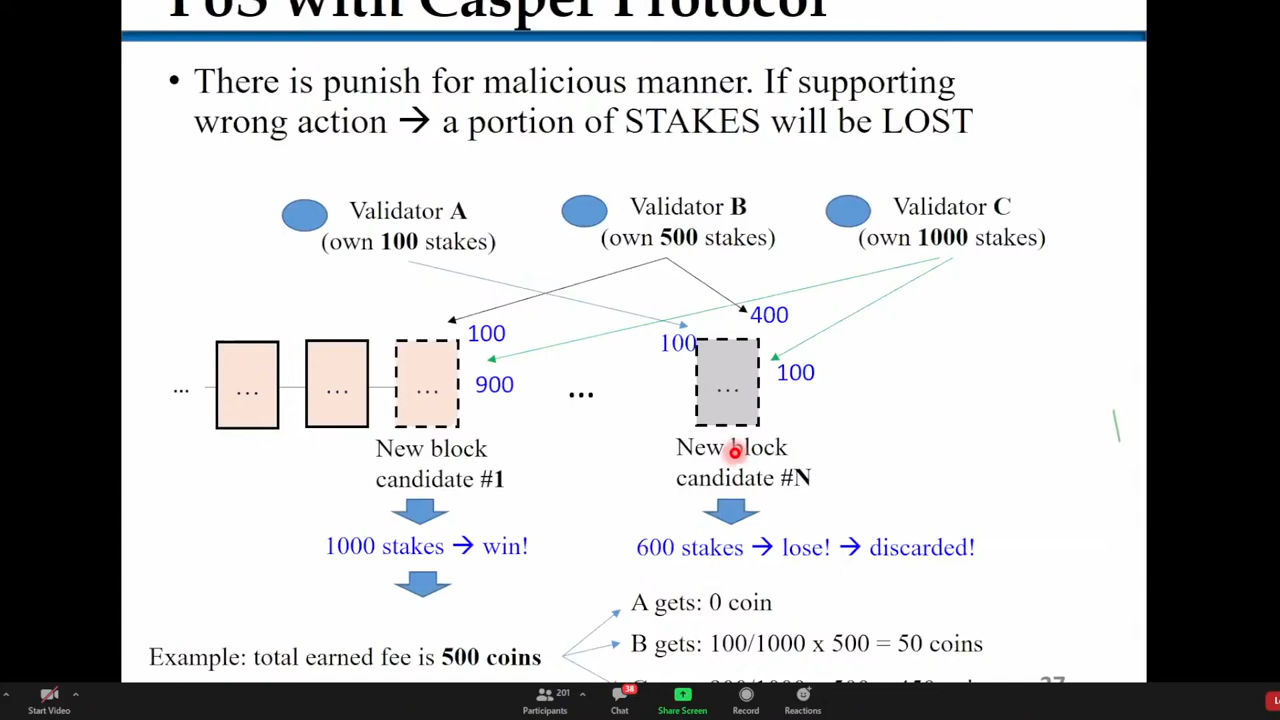 PoS with Casper Protocol
• There is punish for malicious manner. If supporting
wrong action → a portion of STAKES will be LOST
Validator A
(own 100 stakes)
Validator B
(own 500 stakes)
Validator C
(own 1000 stakes)
100
900
400
100
100
...
...
...
...
...
...
New block
candidate #1
New block
candidate #N
1000 stakes → win!
600 stakes → lose! → discarded!
Example: total earned fee is 500 coins
A gets: 0 coin
B gets: 100/1000 x 500 = 50 coins
Start Video
201
Participants
38
Chat
Share Screen
Record
Reactions